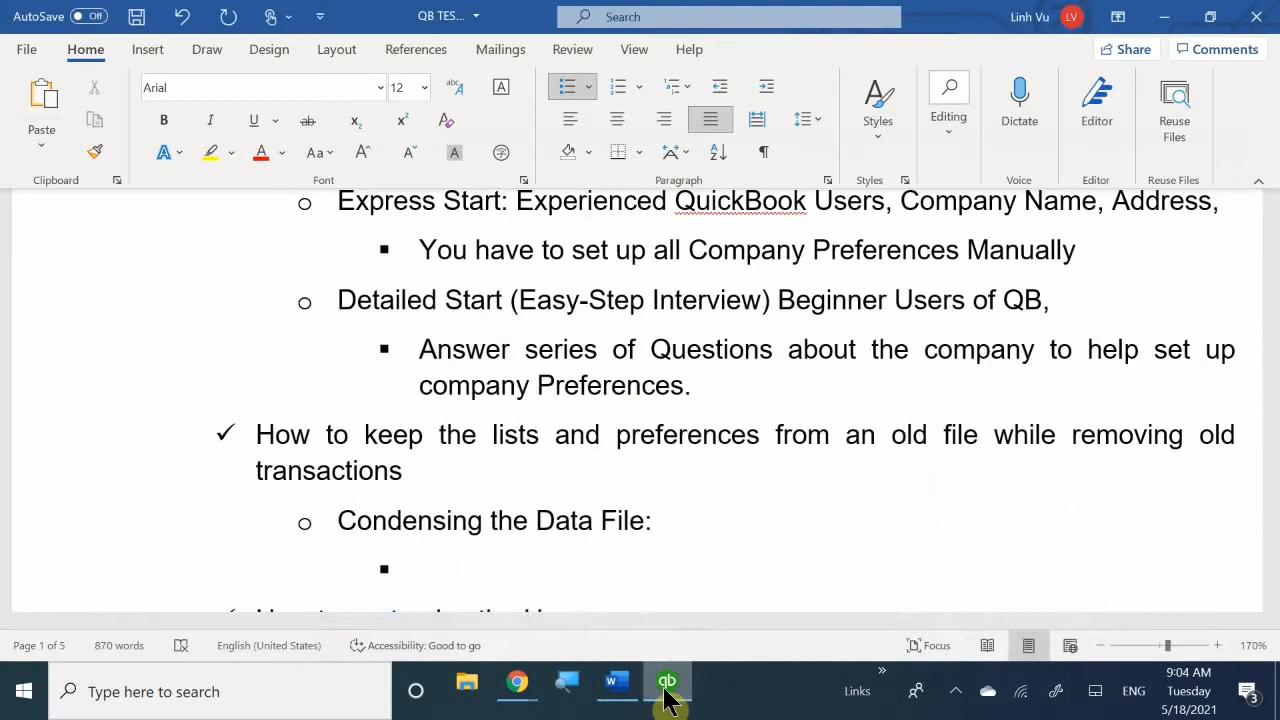 AutoSave Off QB TES... Search Linh Vu LV
File Home Insert Draw Design Layout References Mailings Review View Help Share Comments
Arial 12
Paste Styles Editing Dictate Editor Reuse Files
Clipboard Font Paragraph Styles Voice Editor Reuse Files
o Express Start: Experienced QuickBook Users, Company Name, Address,
▪ You have to set up all Company Preferences Manually
o Detailed Start (Easy-Step Interview) Beginner Users of QB,
▪ Answer series of Questions about the company to help set up
company Preferences.
✓ How to keep the lists and preferences from an old file while removing old
transactions
o Condensing the Data File:
▪
Page 1 of 5 870 words English (United States) Accessibility: Good to go Focus 170%
Type here to search Links ENG 9:04 AM
Tuesday
5/18/2021 3